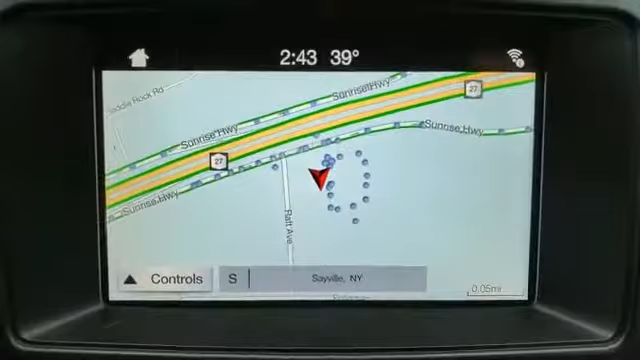 2:43 39°
Saddle Rock Rd
Sunrise Hwy
Sunrise Hwy
27
Sunrise Hwy
27
Sunrise Hwy
Raft Ave
Controls
S
Sayville, NY
0.05mi